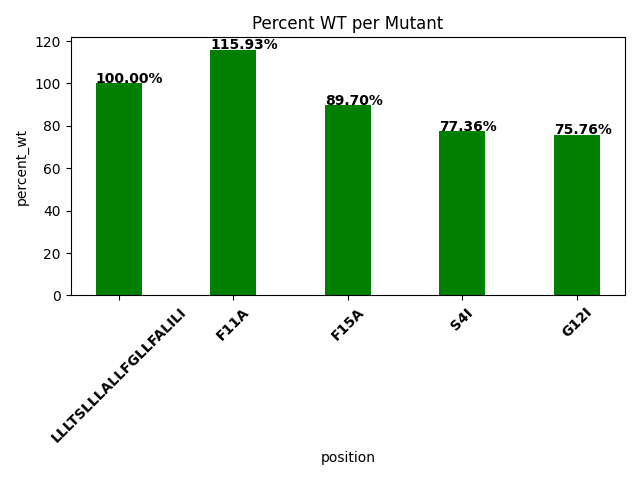 Percent WT per Mutant
percent_wt
120
100
80
60
40
20
0
100.00%
115.93%
89.70%
77.36%
75.76%
LLLTSLLLALLFGLLFALILI
F11A
F15A
S4I
G12I
position